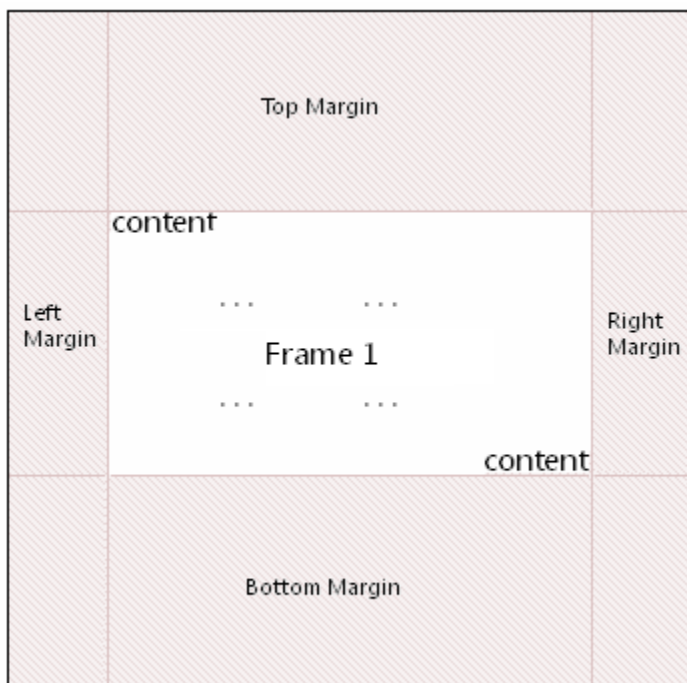 Top Margin
content
... ...
Left
Margin
Right
Margin
Frame 1
... ...
content
Bottom Margin